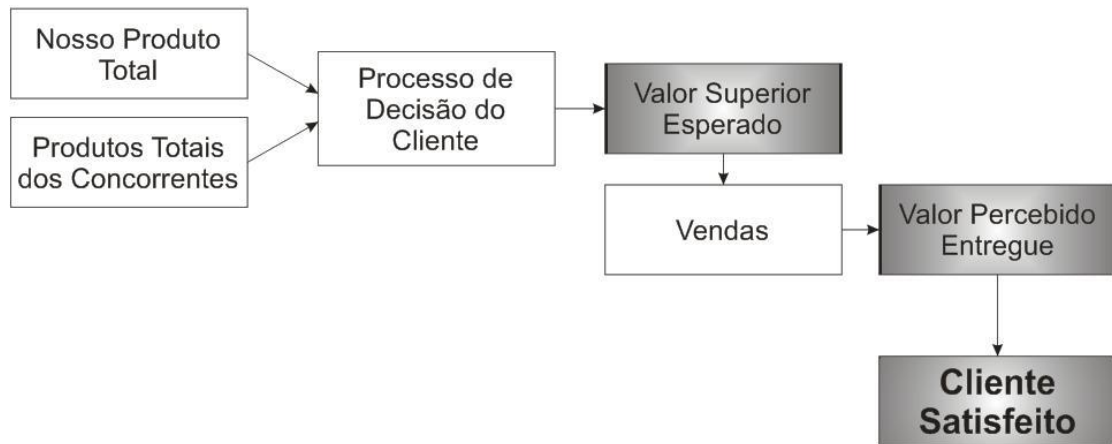 Nosso Produto
Total
Produtos Totais
dos Concorrentes
Processo de
Decisão do
Cliente
Valor Superior
Esperado
Vendas
Valor Percebido
Entregue
Cliente
Satisfeito